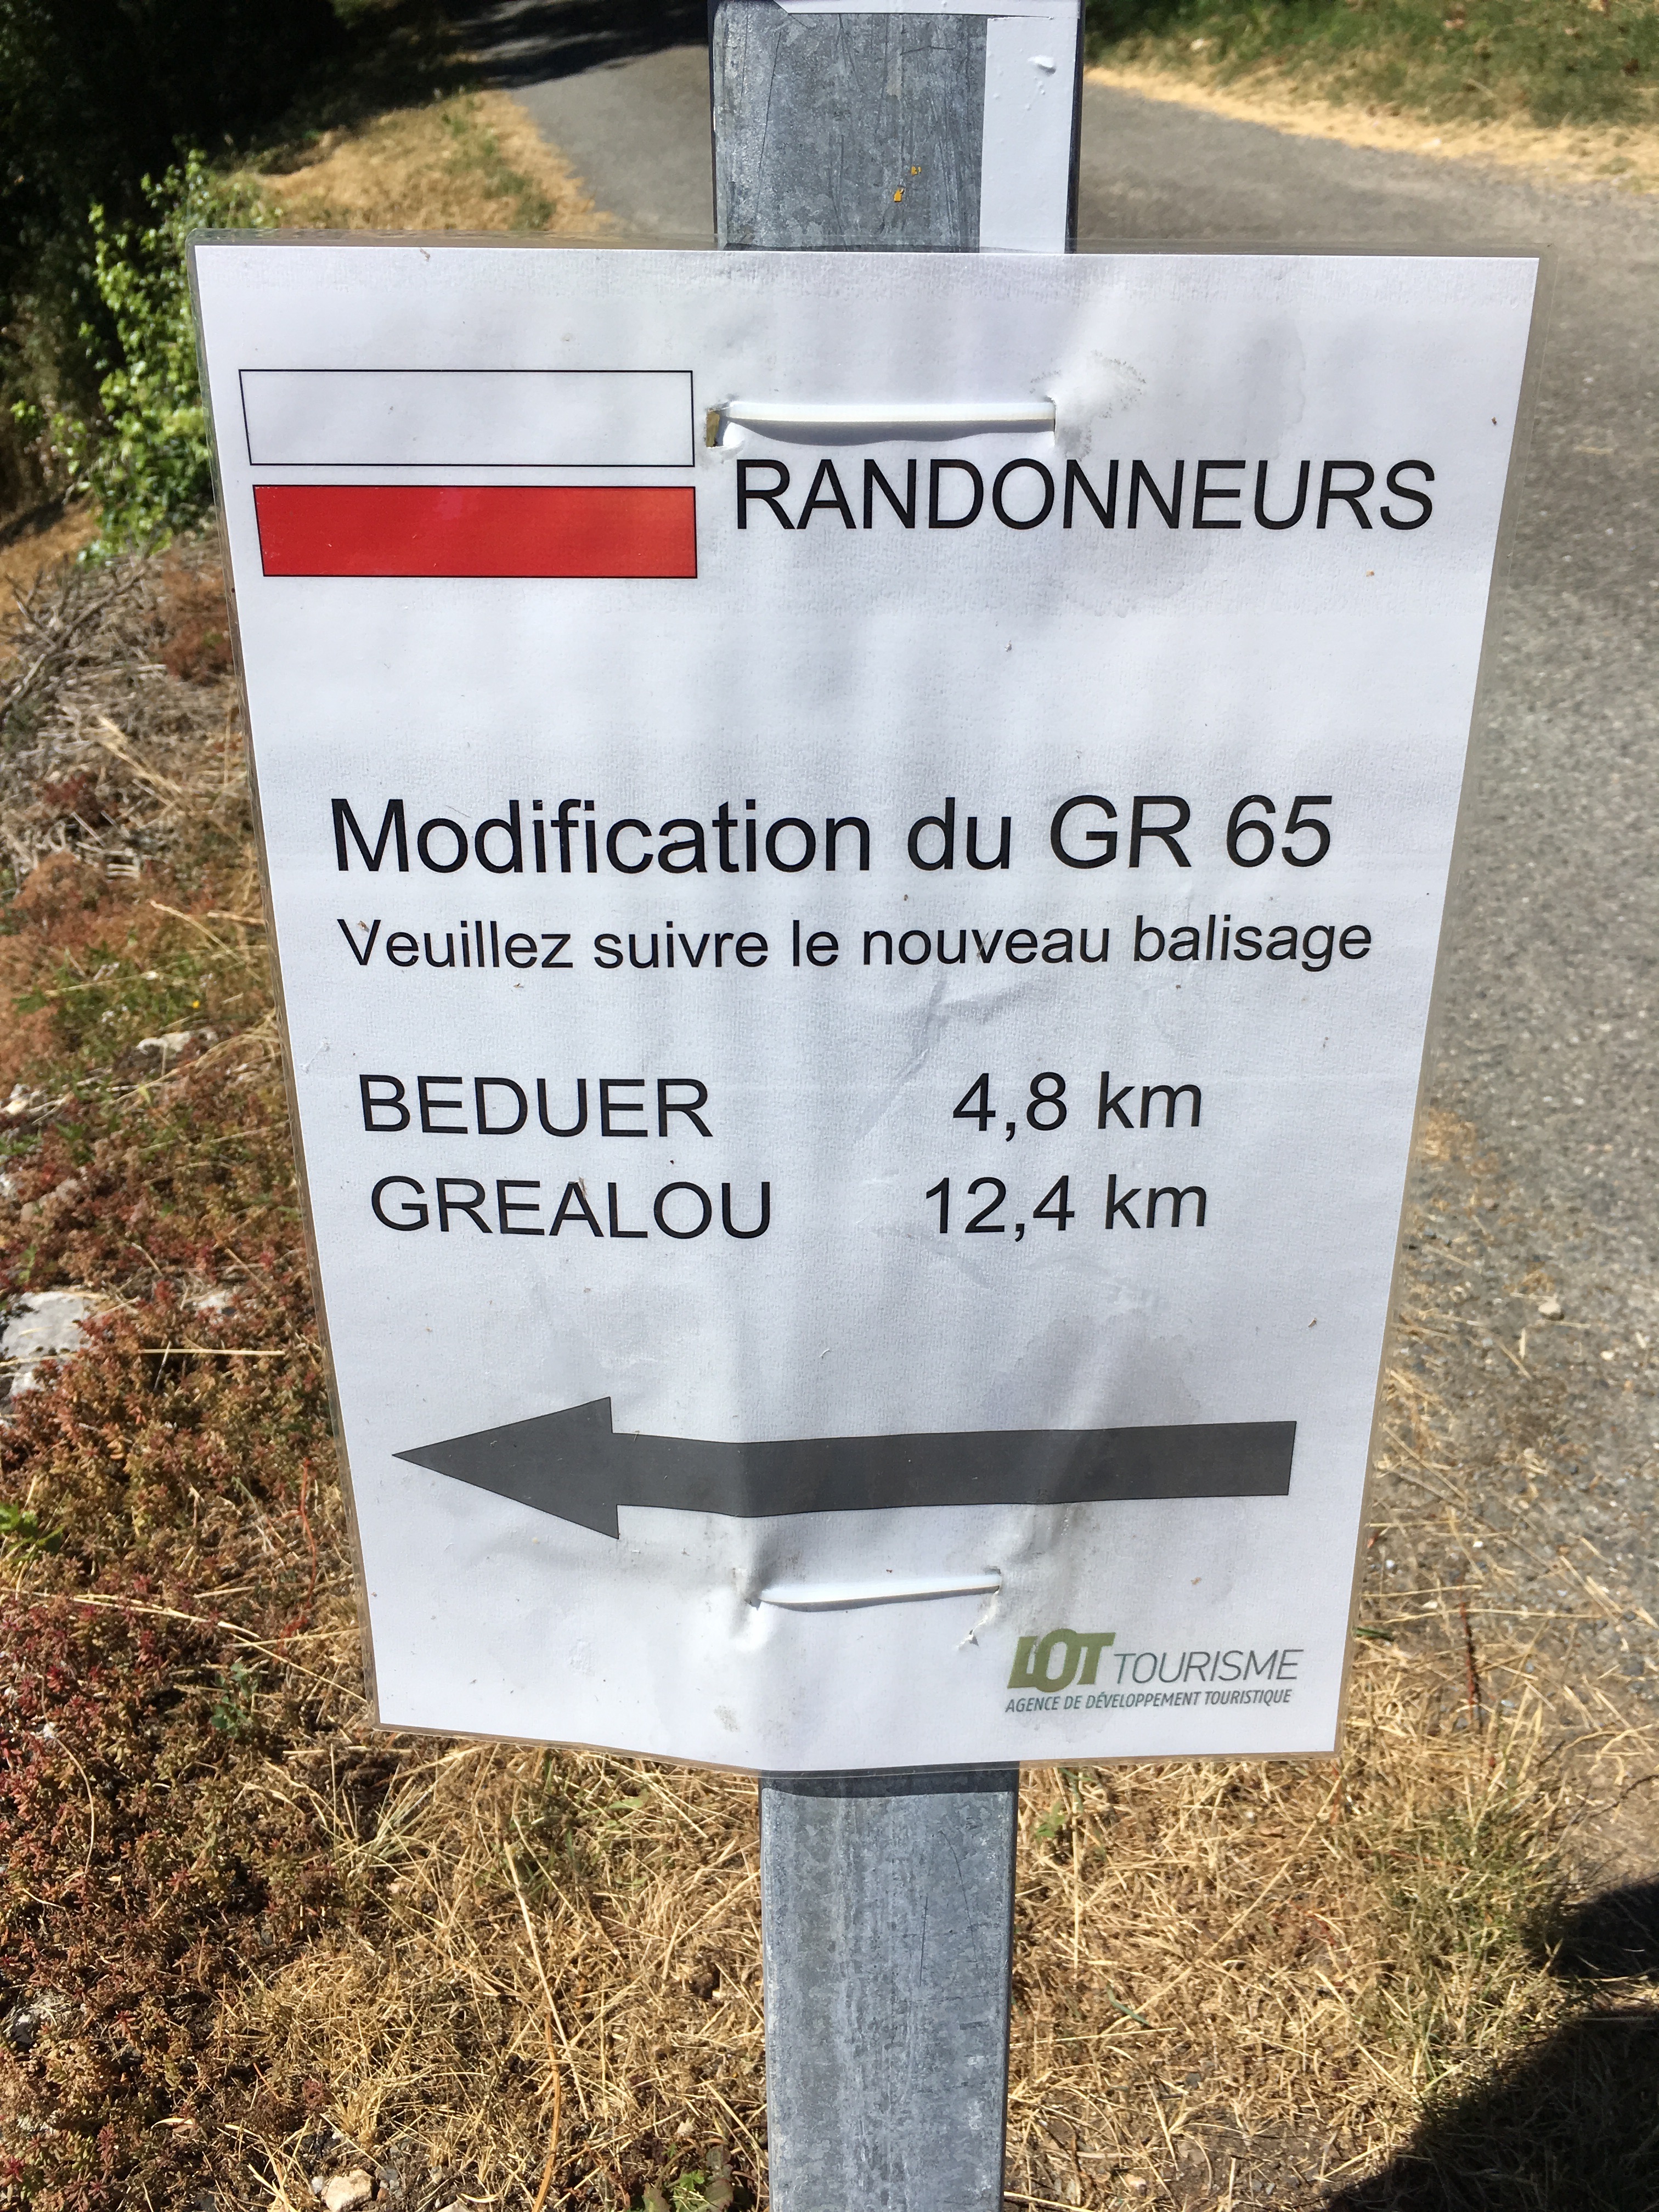 RANDONNEURS
Modification du GR 65
Veuillez suivre le nouveau balisage
BEDUER 4,8 km
GREALOU 12,4 km
LOT TOURISME
AGENCE DE DÉVELOPPEMENT TOURISTIQUE